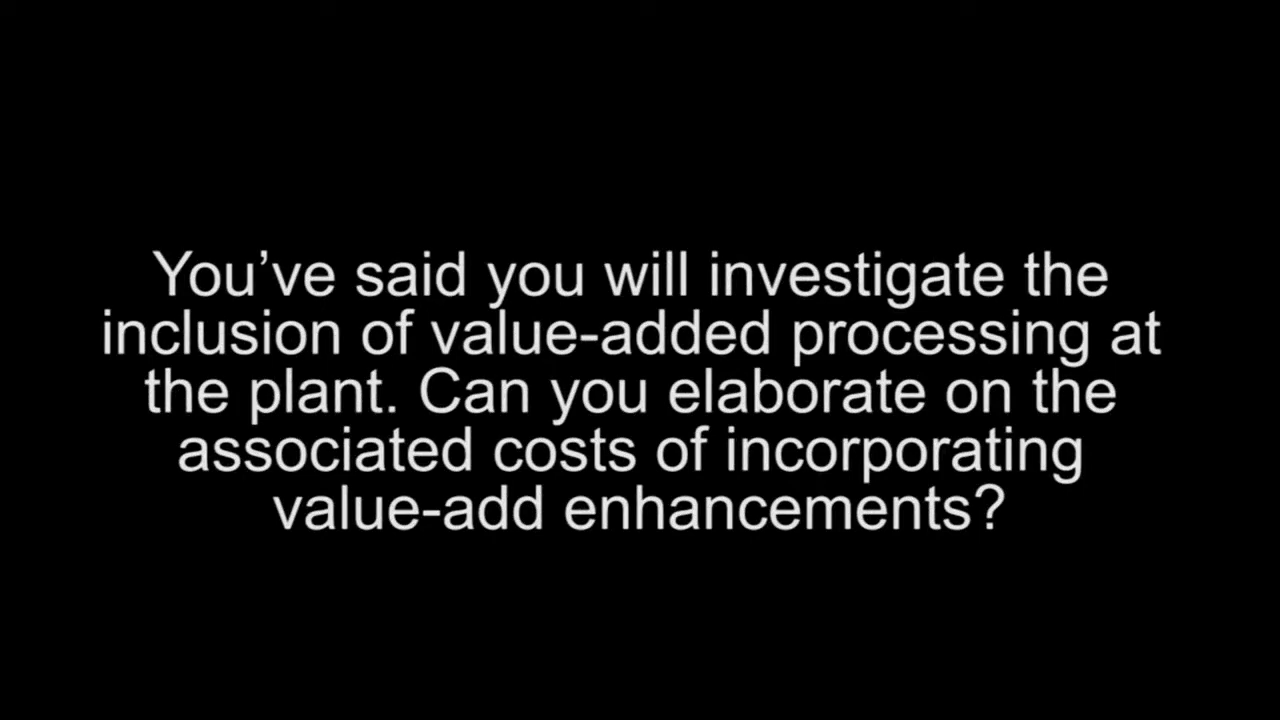 You’ve said you will investigate the
inclusion of value-added processing at
the plant. Can you elaborate on the
associated costs of incorporating
value-add enhancements?